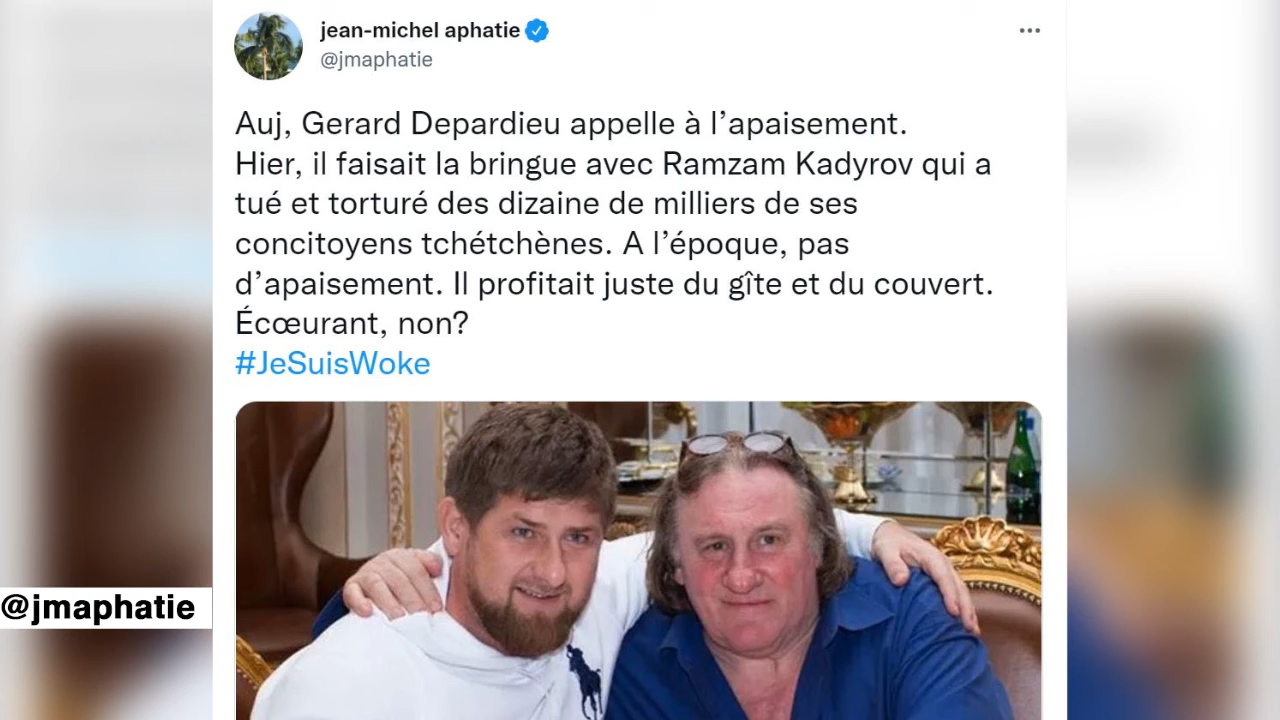 jean-michel aphatie
@jmaphatie
Auj, Gerard Depardieu appelle à l’apaisement.
Hier, il faisait la bringue avec Ramzam Kadyrov qui a
tué et torturé des dizaine de milliers de ses
concitoyens tchétchènes. A l’époque, pas
d’apaisement. Il profitait juste du gîte et du couvert.
Écœurant, non?
#JeSuisWoke
@jmaphatie